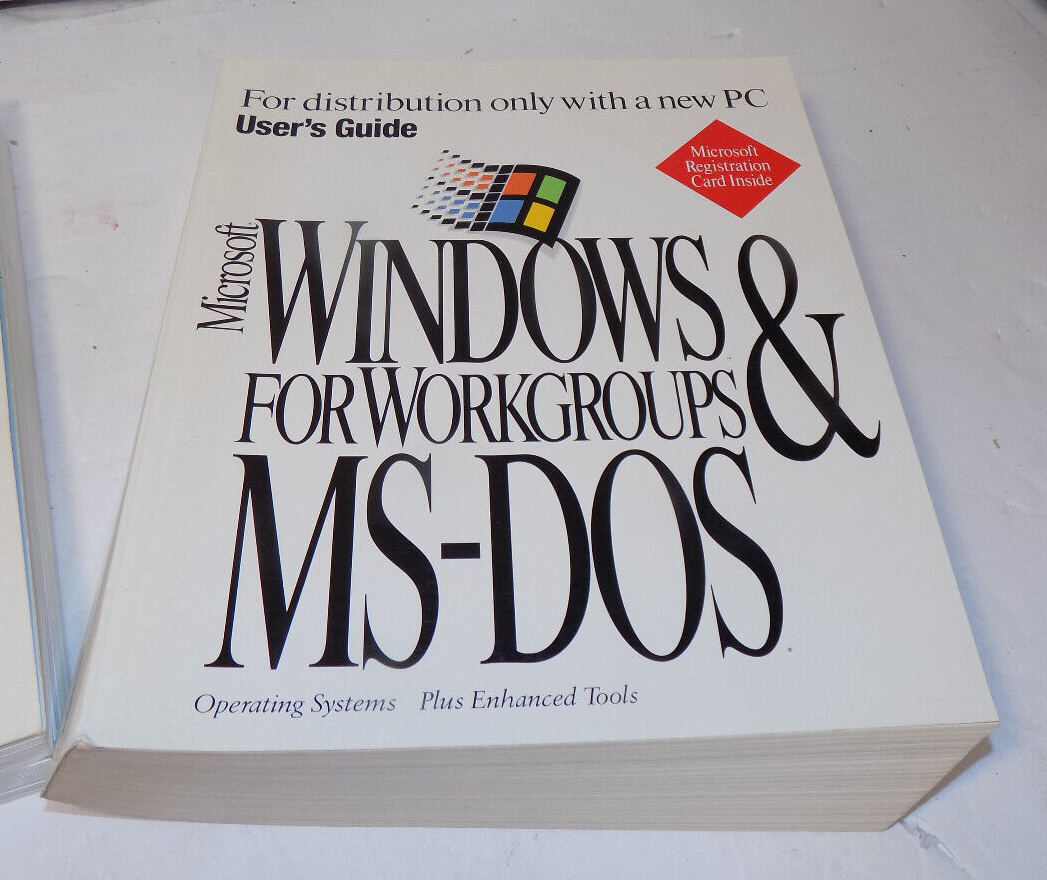 For distribution only with a new PC
User's Guide
Microsoft
Registration
Card Inside
Microsoft
WINDOWS &
FOR WORKGROUPS
MS-DOS
Operating Systems Plus Enhanced Tools